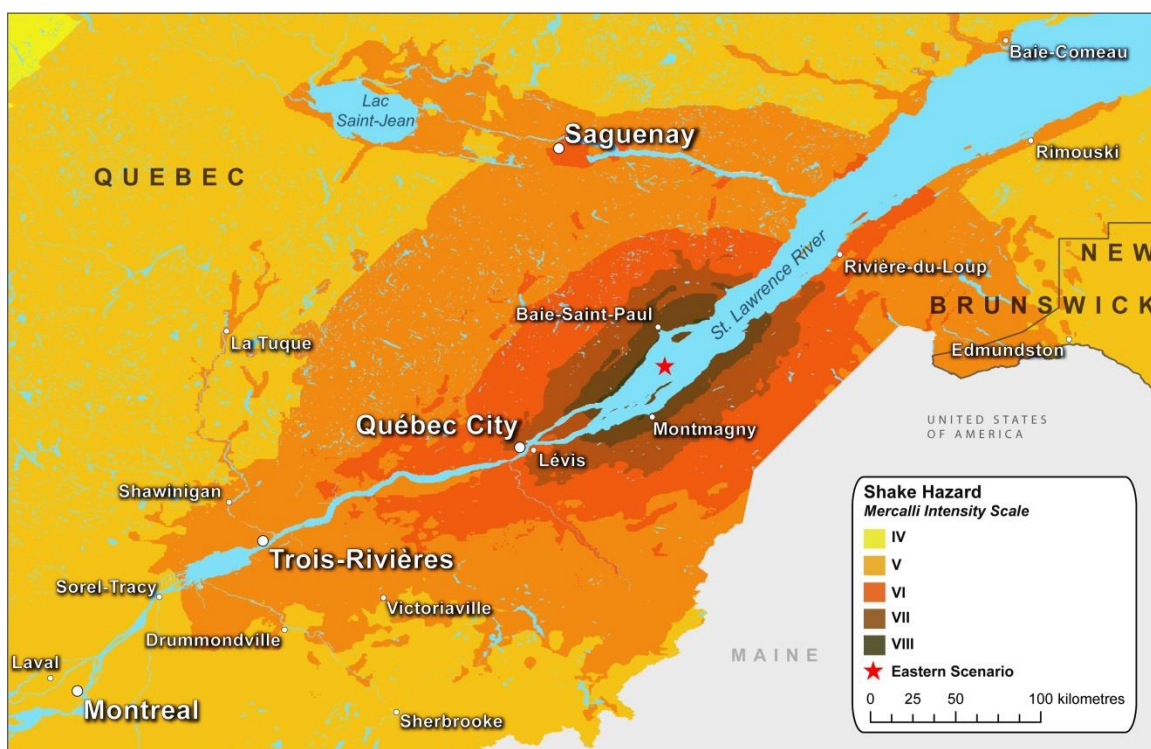 Baie-Comeau
Lac
Saint-Jean
Saguenay
Rimouski
QUEBEC
St. Lawrence River
Rivière-du-Loup
NEW
BRUNSWICK
Baie-Saint-Paul
La Tuque
Edmundston
Montmagny
UNITED STATES
OF AMERICA
Québec City
Lévis
Shawinigan
Trois-Rivières
Sorel-Tracy
Victoriaville
Drummondville
MAINE
Laval
Montreal
Sherbrooke
Shake Hazard
Mercalli Intensity Scale
IV
V
VI
VII
VIII
Eastern Scenario
0 25 50 100 kilometres